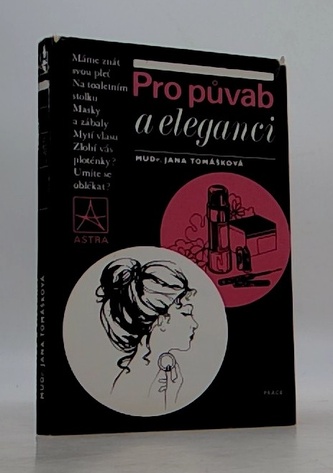 Máme znát
svou pleť
Na toaletním
stolku
Masky
a zábaly
Mytí vlasů
Zlobí vás
ploténky?
Umíte se
oblékat?
ASTRA
Pro půvab
a eleganci
MUDr. JANA TOMÁŠKOVÁ
PRÁCE
MUDr. JANA TOMÁŠKOVÁ